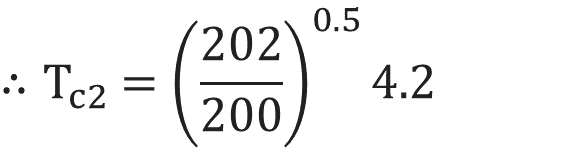 ∴ T_c2 = (202/200)^0.5 4.2